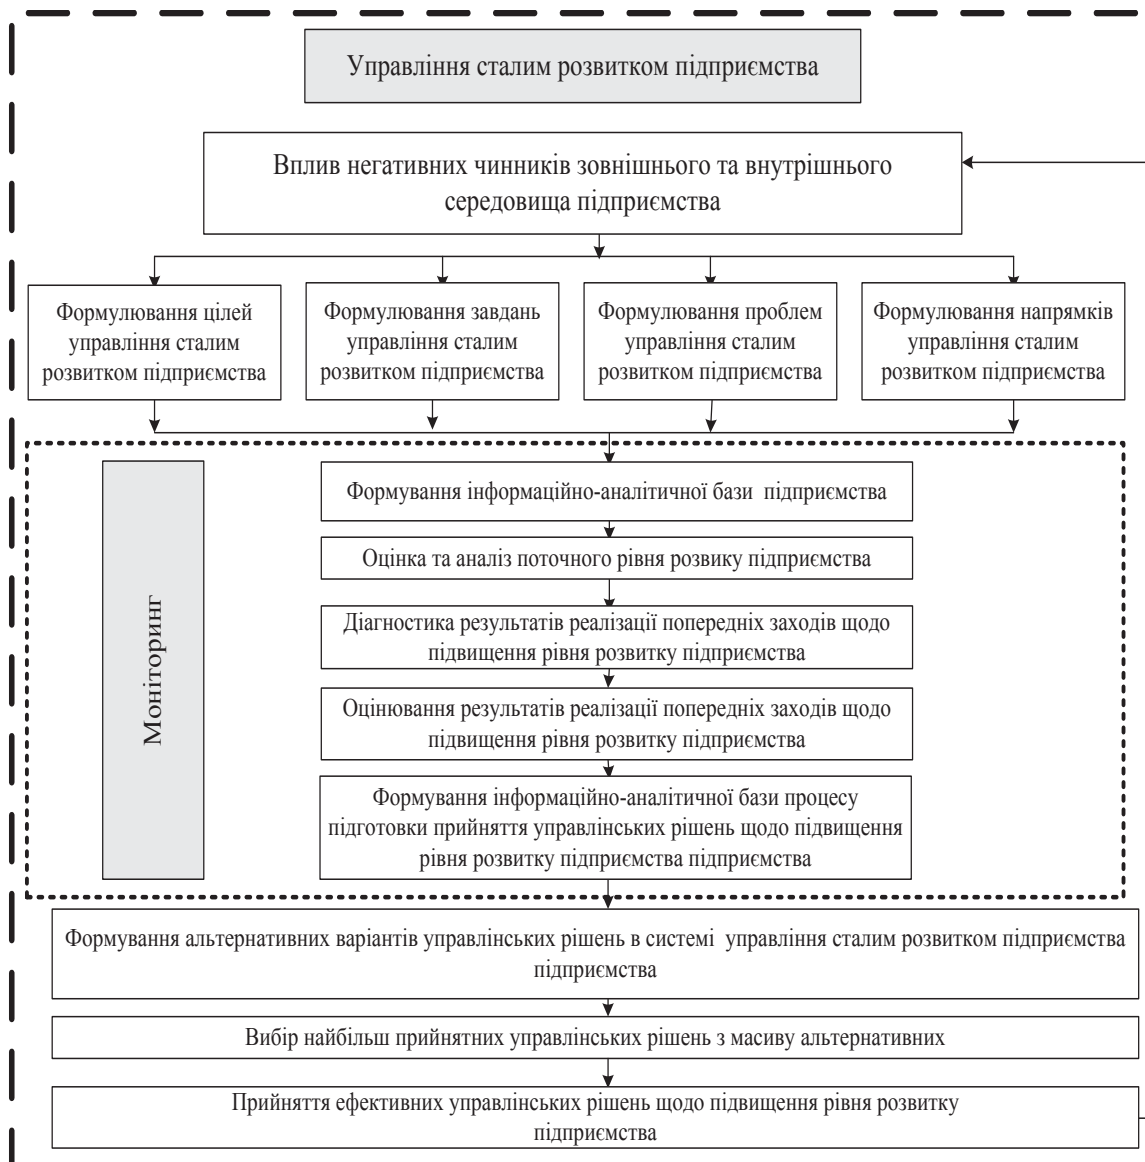 Управління сталим розвитком підприємства
Вплив негативних чинників зовнішнього та внутрішнього
середовища підприємства
Формулювання цілей
управління сталим
розвитком підприємства
Формулювання завдань
управління сталим
розвитком підприємства
Формулювання проблем
управління сталим
розвитком підприємства
Формулювання напрямків
управління сталим
розвитком підприємства
Моніторинг
Формування інформаційно-аналітичної бази підприємства
Оцінка та аналіз поточного рівня розвику підприємства
Діагностика результатів реалізації попередніх заходів щодо
підвищення рівня розвитку підприємства
Оцінювання результатів реалізації попередніх заходів щодо
підвищення рівня розвитку підприємства
Формування інформаційно-аналітичної бази процесу
підготовки прийняття управлінських рішень щодо підвищення
рівня розвитку підприємства підприємства
Формування альтернативних варіантів управлінських рішень в системі управління сталим розвитком підприємства
підприємства
Вибір найбільш прийнятних управлінських рішень з масиву альтернативних
Прийняття ефективних управлінських рішень щодо підвищення рівня розвитку
підприємства